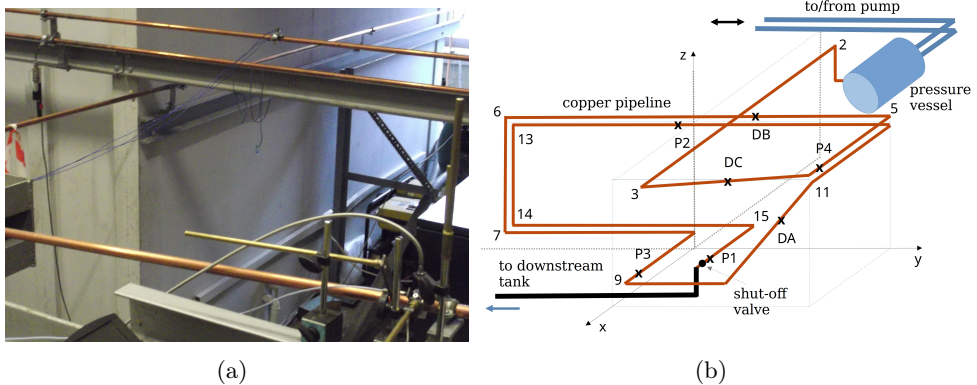 to/from pump
z
2
pressure
vessel
copper pipeline
6
5
13
P2
DB
P4
DC
3
11
14
15
7
DA
y
P3
P1
to downstream
tank
9
shut-off
valve
x
(a)
(b)